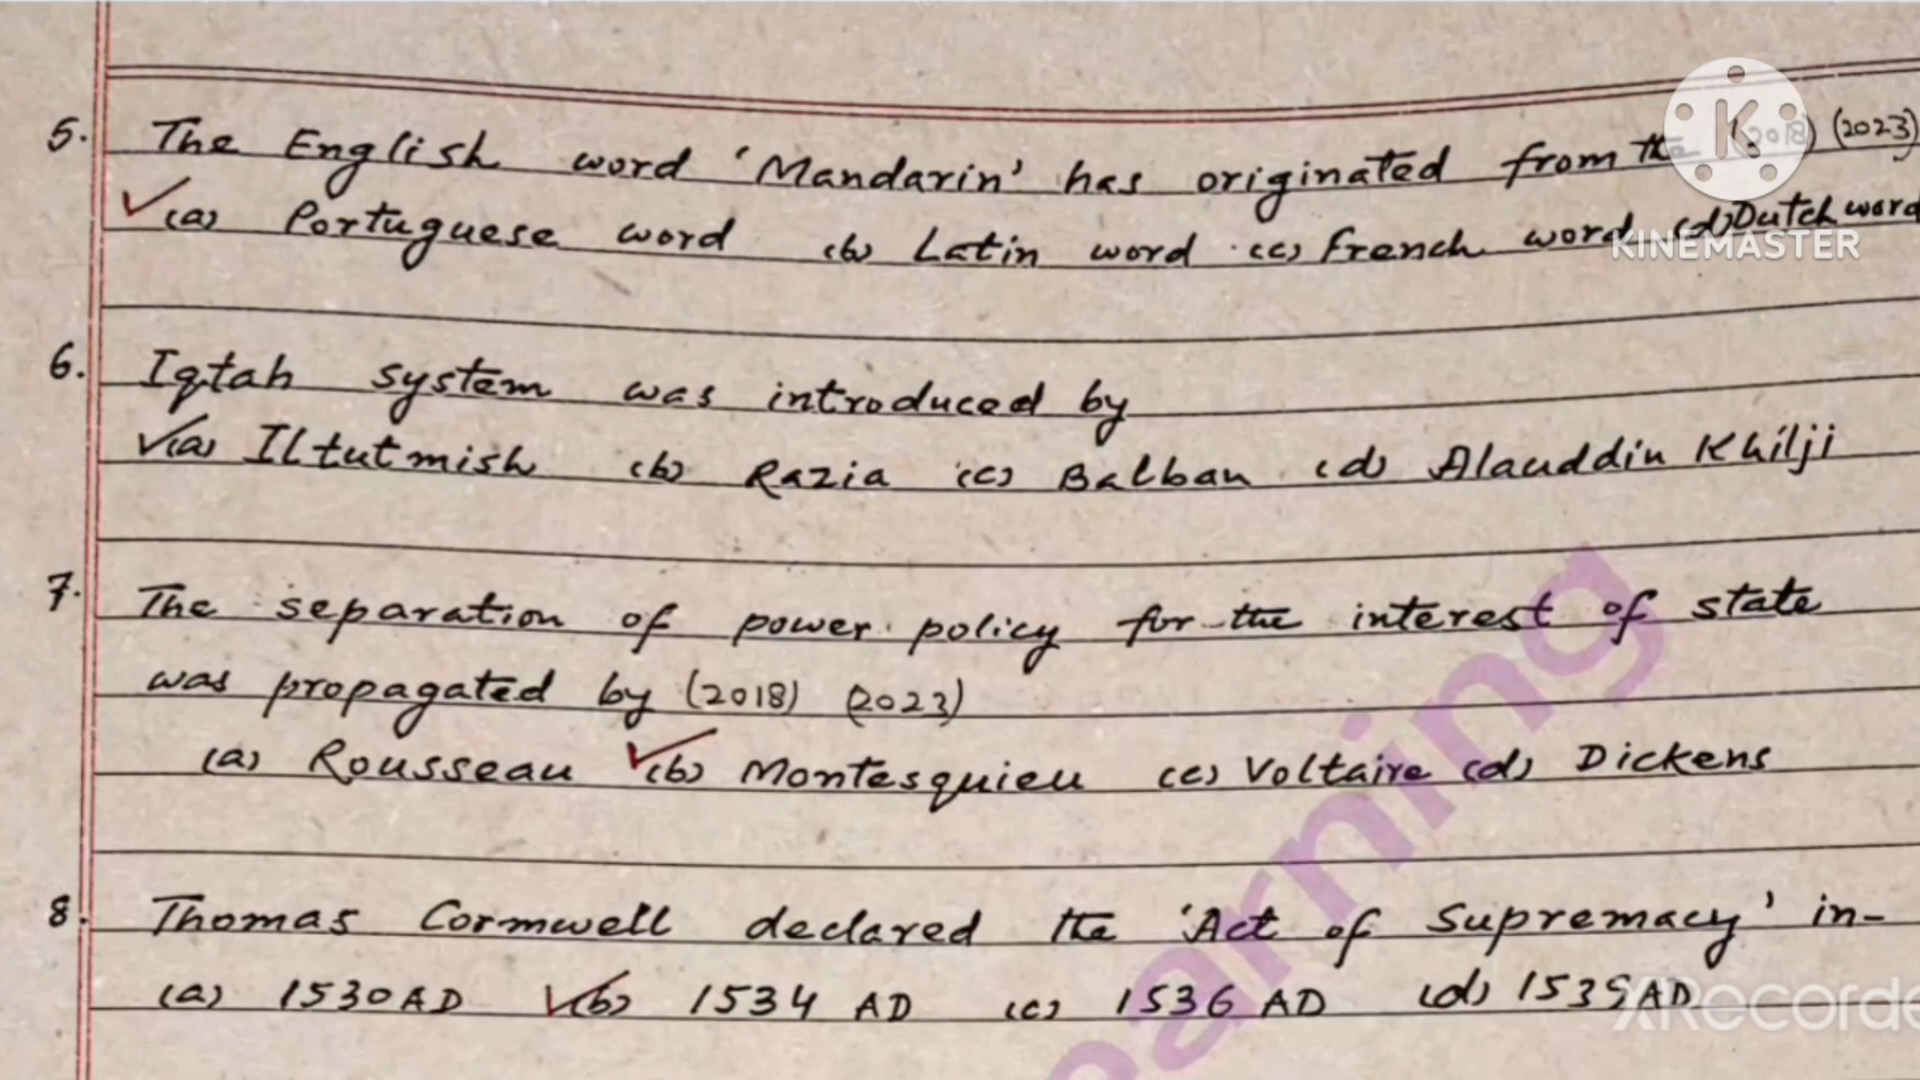 5. The English word 'Mandarin' has originated from the (2018) (2023)
(a) Portuguese word (b) Latin word (c) French word (d) Dutch word
KINEMASTER
6. Iqtah system was introduced by
(a) Iltutmish (b) Razia (c) Balban (d) Alauddin Khilji
7. The separation of power policy for the interest of state
was propagated by (2018) (2023)
(a) Rousseau (b) Montesquieu (c) Voltaire (d) Dickens
8. Thomas Cormwell declared the 'Act of Supremacy' in-
(a) 1530 AD (b) 1534 AD (c) 1536 AD (d) 1539 AD
earning
XRecorde